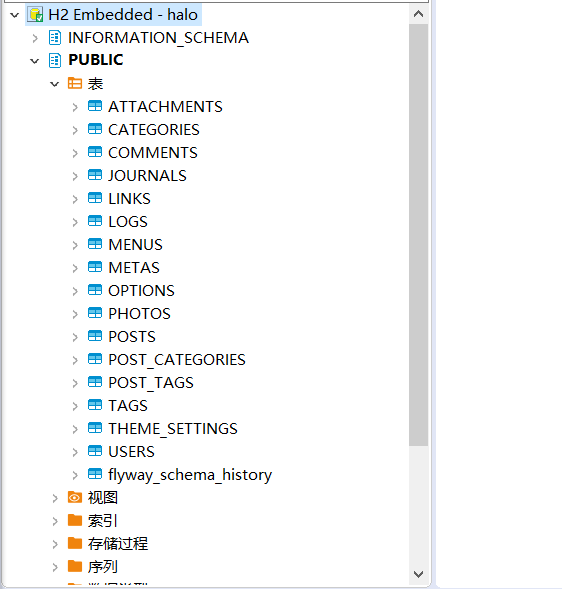 H2 Embedded - halo
INFORMATION_SCHEMA
PUBLIC
表
ATTACHMENTS
CATEGORIES
COMMENTS
JOURNALS
LINKS
LOGS
MENUS
METAS
OPTIONS
PHOTOS
POSTS
POST_CATEGORIES
POST_TAGS
TAGS
THEME_SETTINGS
USERS
flyway_schema_history
视图
索引
存储过程
序列